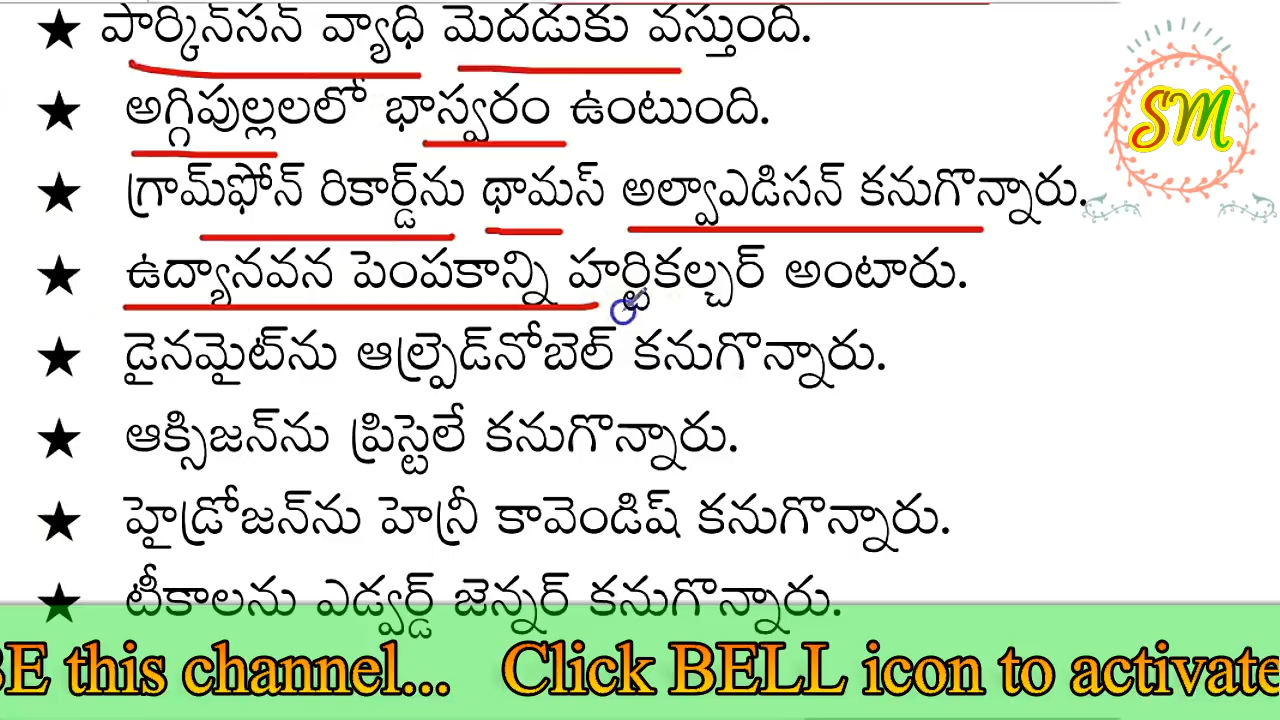 ★ పార్కిన్‌సన్ వ్యాధి మెదడుకు వస్తుంది.
★ అగ్గిపుల్లలలో భాస్వరం ఉంటుంది.
SM
★ గ్రామ్‌ఫోన్ రికార్డ్‌ను థామస్ అల్వాఎడిసన్ కనుగొన్నారు.
★ ఉద్యానవన పెంపకాన్ని హర్టికల్చర్ అంటారు.
★ డైనమైట్‌ను ఆల్ర్పెడ్‌నోబెల్ కనుగొన్నారు.
★ ఆక్సిజన్‌ను ప్రిస్టెలే కనుగొన్నారు.
★ హైడ్రోజన్‌ను హెన్రీ కావెండిష్ కనుగొన్నారు.
★ టీకాలను ఎడ్వర్డ్ జెన్నర్ కనుగొన్నారు.
BE this channel... Click BELL icon to activate